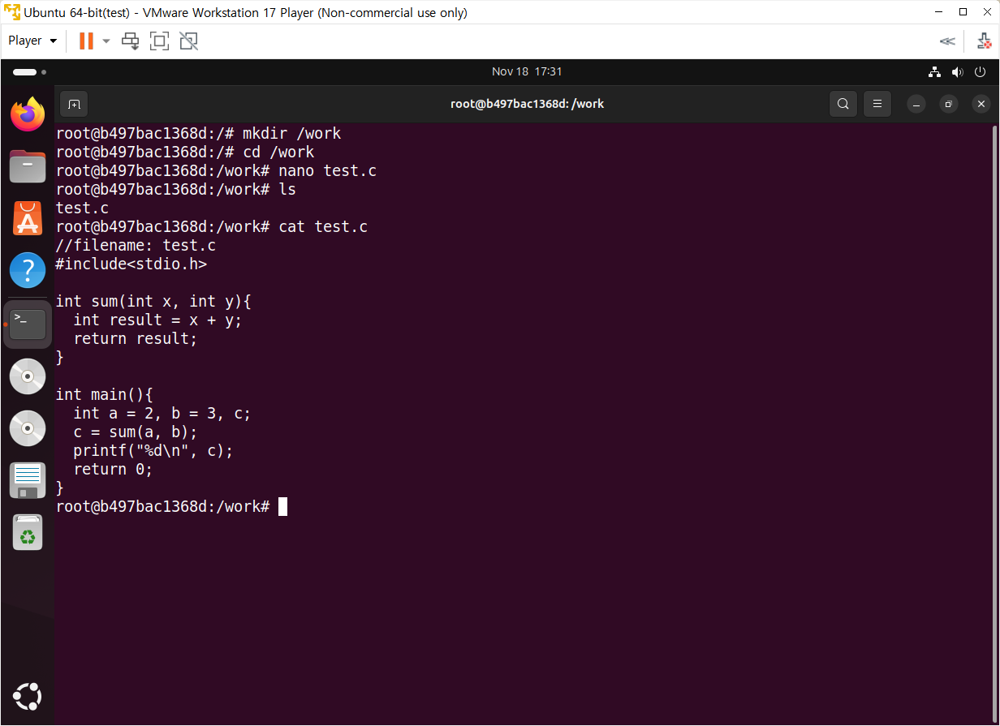 Ubuntu 64-bit(test) - VMware Workstation 17 Player (Non-commercial use only)
Player
Nov 18 17:31
root@b497bac1368d: /work
root@b497bac1368d:/# mkdir /work
root@b497bac1368d:/# cd /work
root@b497bac1368d:/work# nano test.c
root@b497bac1368d:/work# ls
test.c
root@b497bac1368d:/work# cat test.c
//filename: test.c
#include<stdio.h>

int sum(int x, int y){
  int result = x + y;
  return result;
}

int main(){
  int a = 2, b = 3, c;
  c = sum(a, b);
  printf("%d\n", c);
  return 0;
}
root@b497bac1368d:/work#